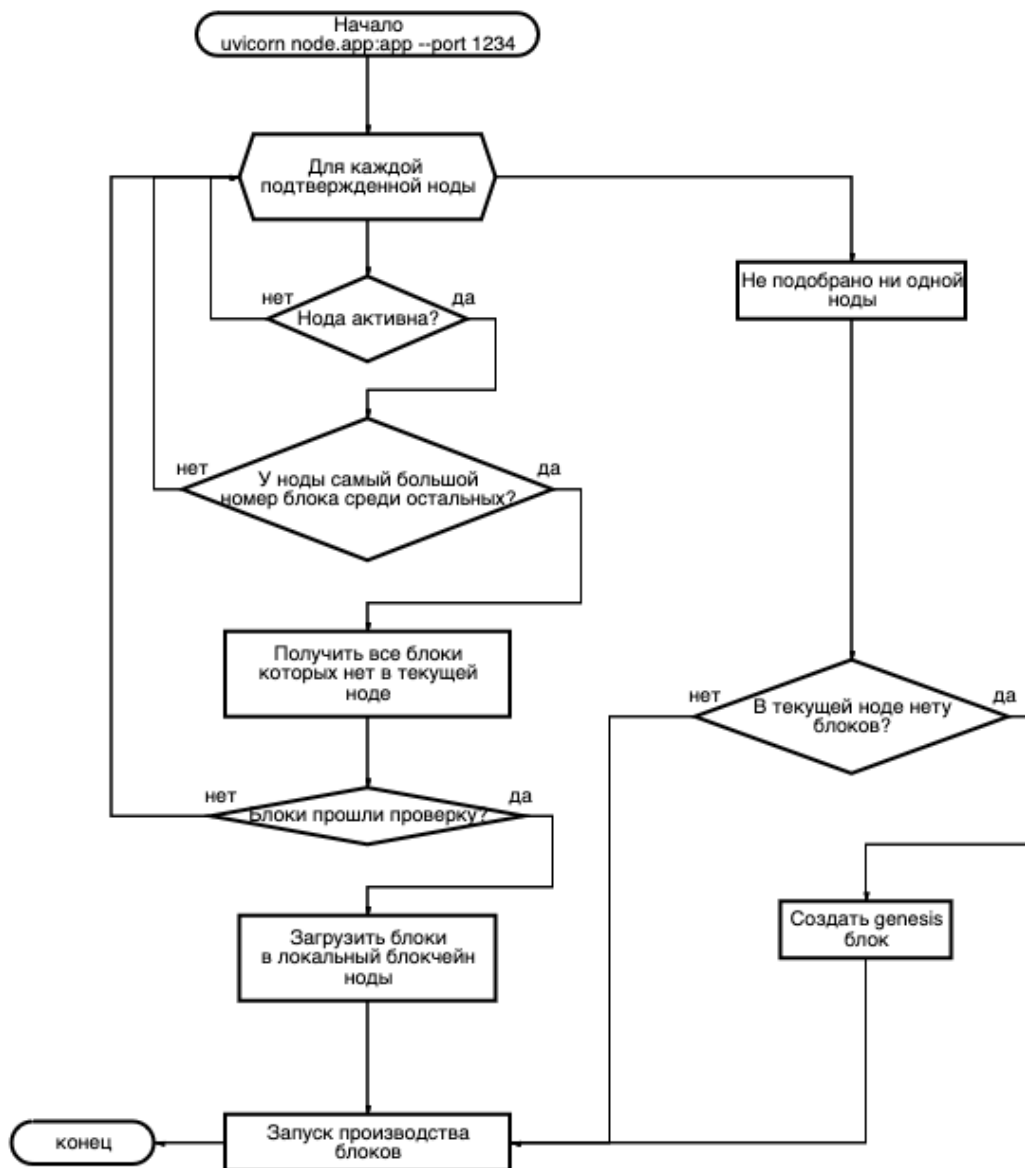 Начало
uvicorn node.app:app --port 1234
Для каждой
подтвержденной ноды
Не подобрано ни одной
ноды
нет
да
Нода активна?
нет
да
У ноды самый большой
номер блока среди остальных?
Получить все блоки
которых нет в текущей
ноде
нет
да
В текущей ноде нету
блоков?
нет
да
Блоки прошли проверку?
Загрузить блоки
в локальный блокчейн
ноды
Создать genesis
блок
Запуск производства
блоков
конец